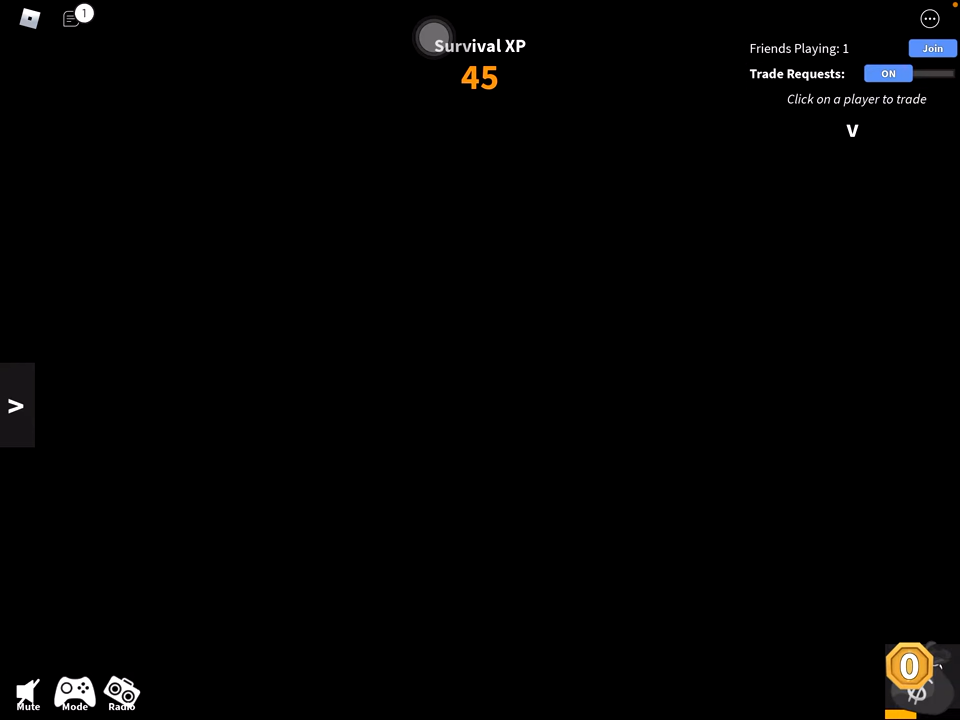 1
Survival XP
45
Friends Playing: 1
Join
Trade Requests:
ON
Click on a player to trade
v
>
Mute
Mode
Radio
0
$